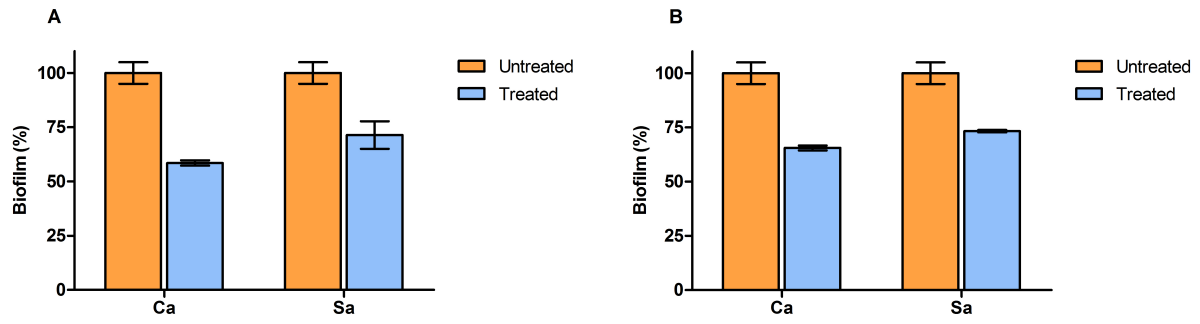 A
Biofilm (%)
100
75
50
25
0
Ca
Sa
Untreated
Treated
B
Biofilm (%)
100
75
50
25
0
Ca
Sa
Untreated
Treated